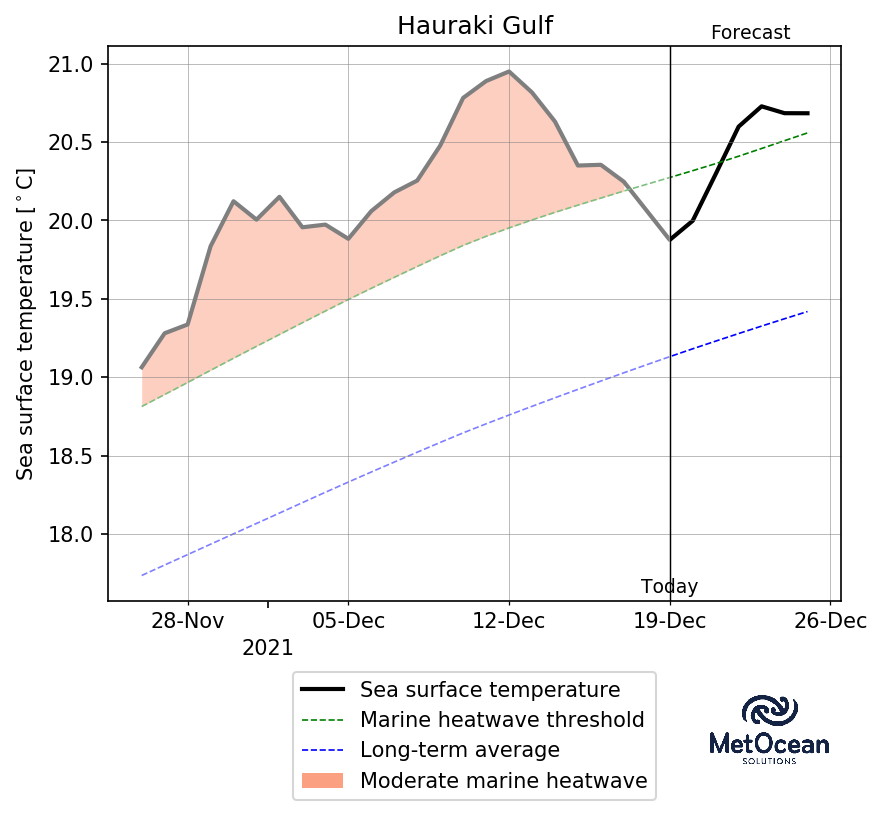 Hauraki Gulf
Forecast
Sea surface temperature [ °C]
21.0
20.5
20.0
19.5
19.0
18.5
18.0
Today
28-Nov 05-Dec 12-Dec 19-Dec 26-Dec
2021
Sea surface temperature
Marine heatwave threshold
Long-term average
Moderate marine heatwave
MetOcean
SOLUTIONS